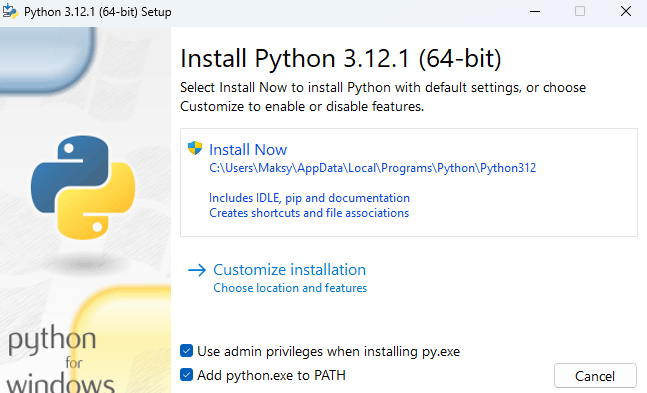 Python 3.12.1 (64-bit) Setup
Install Python 3.12.1 (64-bit)
Select Install Now to install Python with default settings, or choose
Customize to enable or disable features.
Install Now
C:\Users\Maksy\AppData\Local\Programs\Python\Python312
Includes IDLE, pip and documentation
Creates shortcuts and file associations
Customize installation
Choose location and features
python
for
windows
Use admin privileges when installing py.exe
Add python.exe to PATH
Cancel